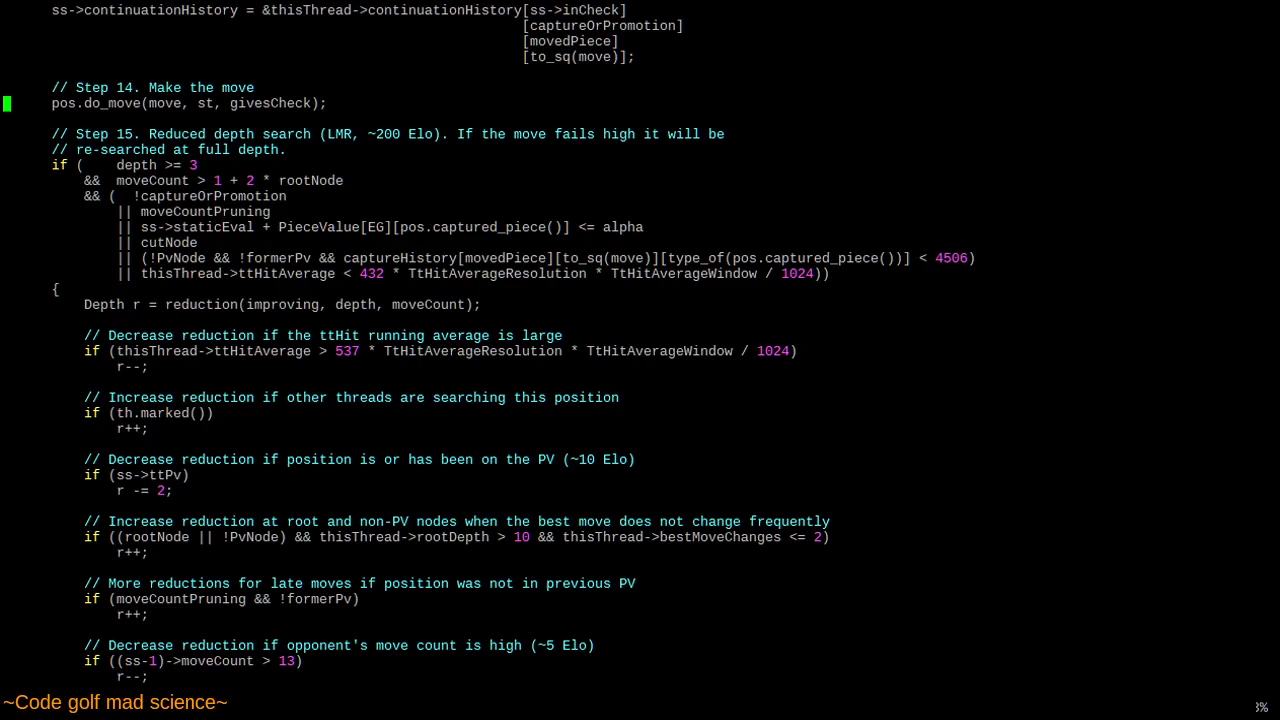 ss->continuationHistory = &thisThread->continuationHistory[ss->inCheck]
[captureOrPromotion]
[movedPiece]
[to_sq(move)];
// Step 14. Make the move
pos.do_move(move, st, givesCheck);
// Step 15. Reduced depth search (LMR, ~200 Elo). If the move fails high it will be
// re-searched at full depth.
if (    depth >= 3
&&  moveCount > 1 + 2 * rootNode
&& (  !captureOrPromotion
|| moveCountPruning
|| ss->staticEval + PieceValue[EG][pos.captured_piece()] <= alpha
|| cutNode
|| (!PvNode && !formerPv && captureHistory[movedPiece][to_sq(move)][type_of(pos.captured_piece())] < 4506)
|| thisThread->ttHitAverage < 432 * TtHitAverageResolution * TtHitAverageWindow / 1024))
{
Depth r = reduction(improving, depth, moveCount);
// Decrease reduction if the ttHit running average is large
if (thisThread->ttHitAverage > 537 * TtHitAverageResolution * TtHitAverageWindow / 1024)
r--;
// Increase reduction if other threads are searching this position
if (th.marked())
r++;
// Decrease reduction if position is or has been on the PV (~10 Elo)
if (ss->ttPv)
r -= 2;
// Increase reduction at root and non-PV nodes when the best move does not change frequently
if ((rootNode || !PvNode) && thisThread->rootDepth > 10 && thisThread->bestMoveChanges <= 2)
r++;
// More reductions for late moves if position was not in previous PV
if (moveCountPruning && !formerPv)
r++;
// Decrease reduction if opponent's move count is high (~5 Elo)
if ((ss-1)->moveCount > 13)
r--;
~Code golf mad science~